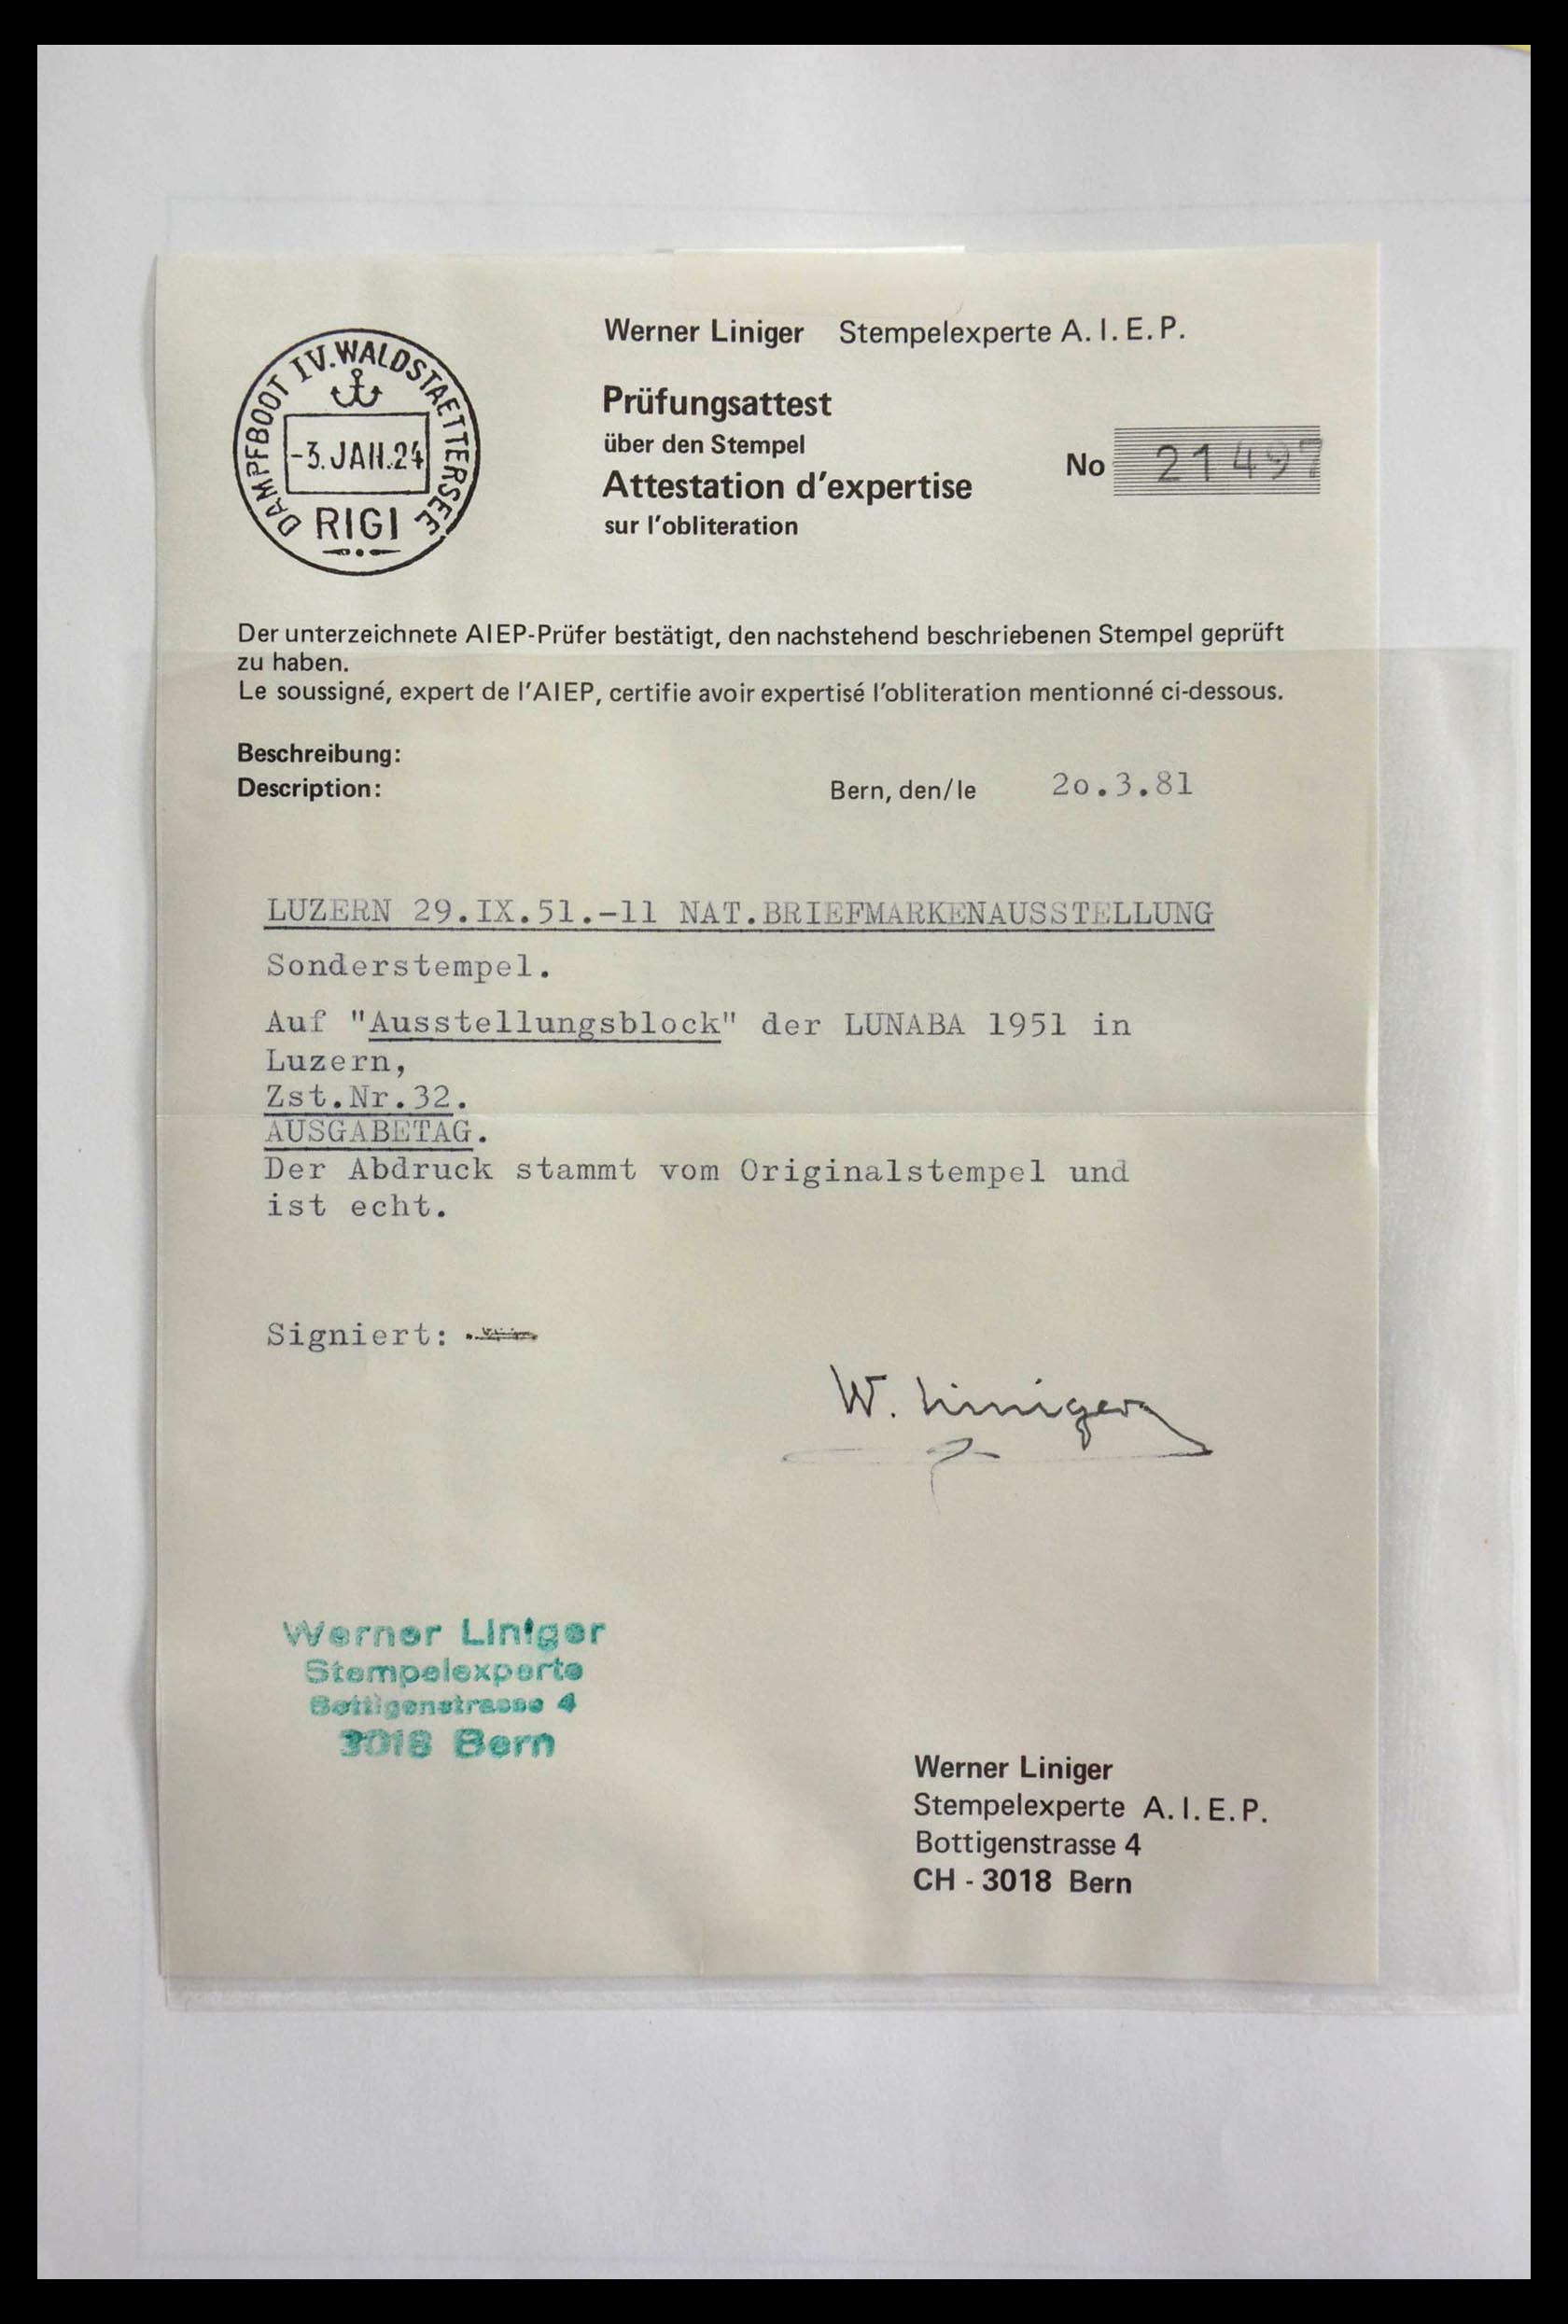 DAMPFBOOT IV. WALDSTAETTERSEE
-3. JAN. 24
RIGI
Werner Liniger Stempelexperte A. I. E. P.
Prüfungsattest
über den Stempel
Attestation d'expertise
sur l'obliteration
No 21497
Der unterzeichnete AIEP-Prüfer bestätigt, den nachstehend beschriebenen Stempel geprüft
zu haben.
Le soussigné, expert de l'AIEP, certifie avoir expertisé l'obliteration mentionné ci-dessous.
Beschreibung:
Description:
Bern, den/le 2o.3.81
LUZERN 29.IX.51.-11 NAT.BRIEFMARKENAUSSTELLUNG
Sonderstempel.
Auf "Ausstellungsblock" der LUNABA 1951 in
Luzern,
Zst.Nr.32.
AUSGABETAG.
Der Abdruck stammt vom Originalstempel und
ist echt.
Signiert:
W. Liniger
Werner Liniger
Stempelexperte
Bottigenstrasse 4
3018 Bern
Werner Liniger
Stempelexperte A. I. E. P.
Bottigenstrasse 4
CH - 3018 Bern